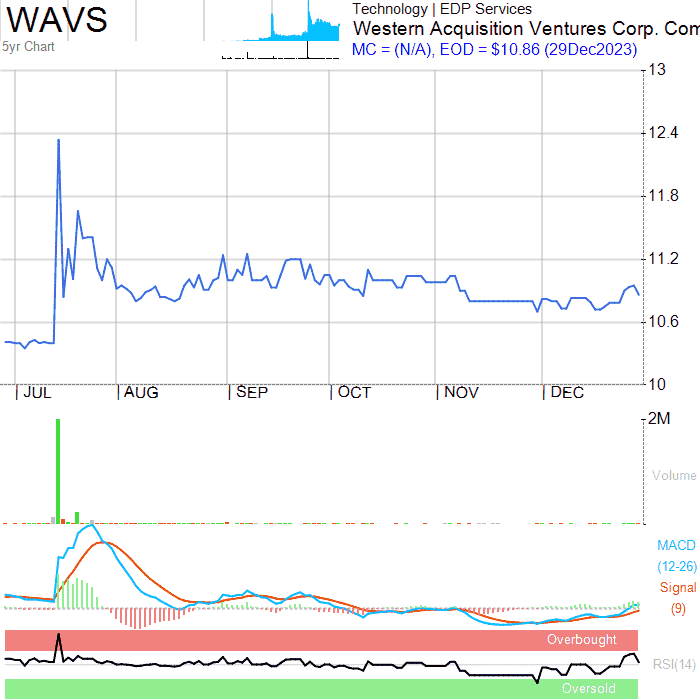 WAVS
5yr Chart
Technology | EDP Services
Western Acquisition Ventures Corp. Com
MC = (N/A), EOD = $10.86 (29Dec2023)
13
12.4
11.8
11.2
10.6
10
JUL AUG SEP OCT NOV DEC
2M
Volume
MACD
(12-26)
Signal
(9)
Overbought
RSI(14)
Oversold